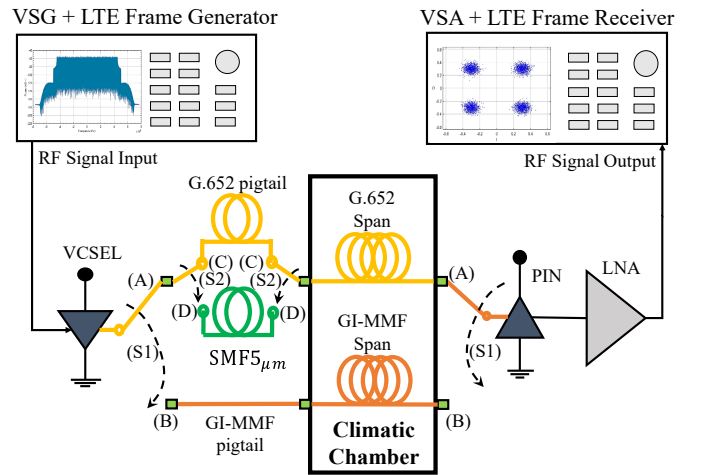 VSG + LTE Frame Generator
VSA + LTE Frame Receiver
RF Signal Input
RF Signal Output
G.652 pigtail
G.652
Span
VCSEL
(A)
(C) (C)
(S2) (S2)
(A)
PIN
LNA
(D)
(D)
(S1)
SMF5μm
GI-MMF
Span
(S1)
(B)
GI-MMF
pigtail
(B)
Climatic
Chamber